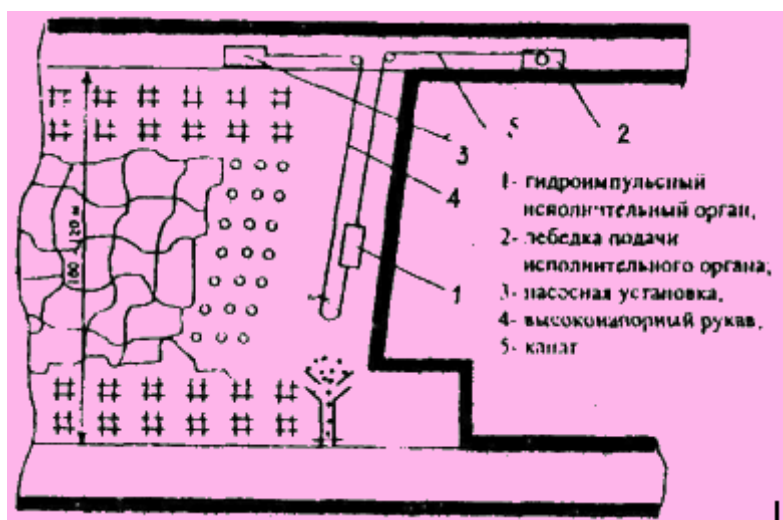 3
5
2
4
1
1- гидроимпульсный
исполнительный орган,
2- лебедка подачи
исполнительного органа;
3- насосная установка,
4- высоконапорный рукав,
5- канат